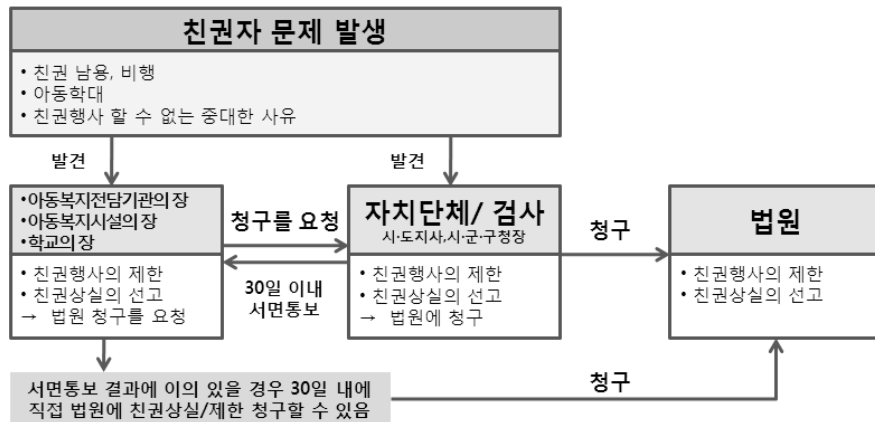 친권자 문제 발생
• 친권 남용, 비행
• 아동학대
• 친권행사 할 수 없는 중대한 사유
발견
발견
•아동복지전담기관의 장
•아동복지시설의 장
•학교의 장
• 친권행사의 제한
• 친권상실의 선고
→ 법원 청구를 요청
청구를 요청
30일 이내
서면통보
자치단체/ 검사
시·도지사,시·군·구청장
• 친권행사의 제한
• 친권상실의 선고
→ 법원에 청구
청구
법원
• 친권행사의 제한
• 친권상실의 선고
서면통보 결과에 이의 있을 경우 30일 내에
직접 법원에 친권상실/제한 청구할 수 있음
청구